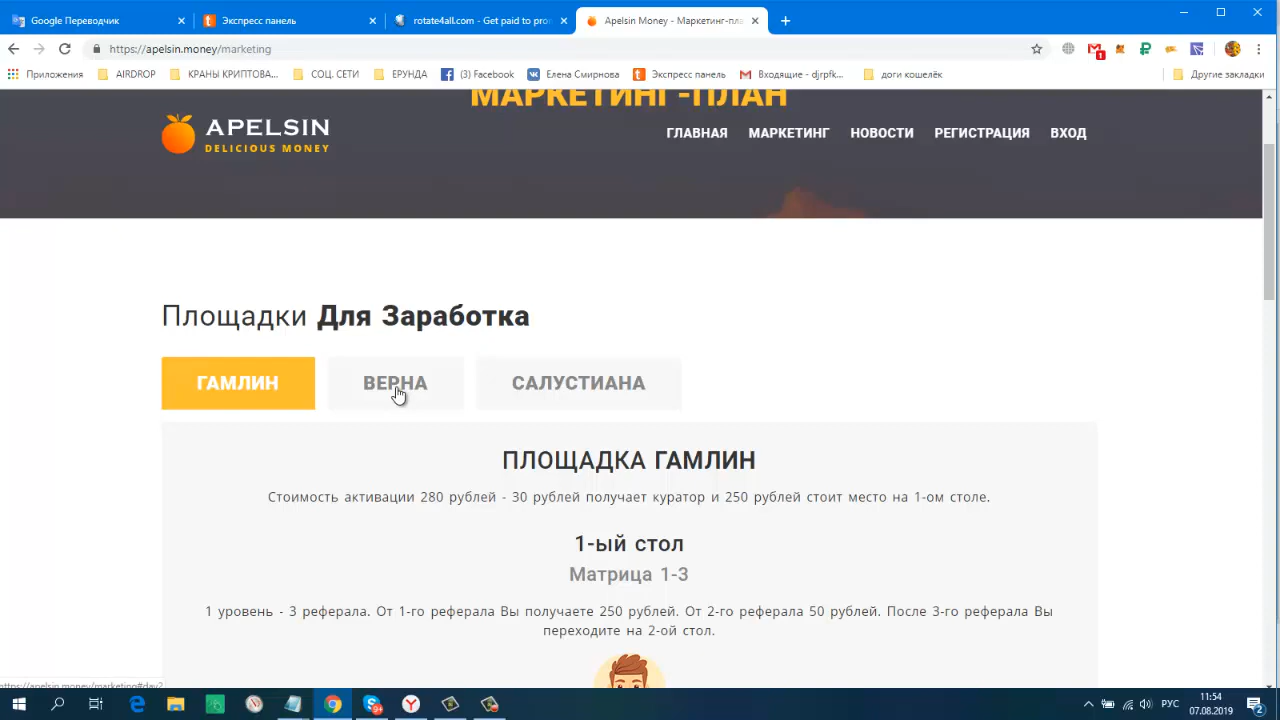 Google Переводчик
Экспресс панель
rotate4all.com - Get paid to pro
Apelsin Money - Маркетинг-пла
https://apelsin.money/marketing
Приложения
AIRDROP
КРАНЫ КРИПТОВА...
СОЦ. СЕТИ
ЕРУНДА
(3) Facebook
Елена Смирнова
Экспресс панель
Входящие - djrpfk...
доги кошелёк
Другие закладки
МАРКЕТИНГ -ПЛАН
APELSIN
DELICIOUS MONEY
ГЛАВНАЯ
МАРКЕТИНГ
НОВОСТИ
РЕГИСТРАЦИЯ
ВХОД
Площадки Для Заработка
ГАМЛИН
ВЕРНА
САЛУСТИАНА
ПЛОЩАДКА ГАМЛИН
Стоимость активации 280 рублей - 30 рублей получает куратор и 250 рублей стоит место на 1-ом столе.
1-ый стол
Матрица 1-3
1 уровень - 3 реферала. От 1-го реферала Вы получаете 250 рублей. От 2-го реферала 50 рублей. После 3-го реферала Вы
переходите на 2-ой стол.
https://apelsin.money/marketing#day2
РУС
11:54
07.08.2019